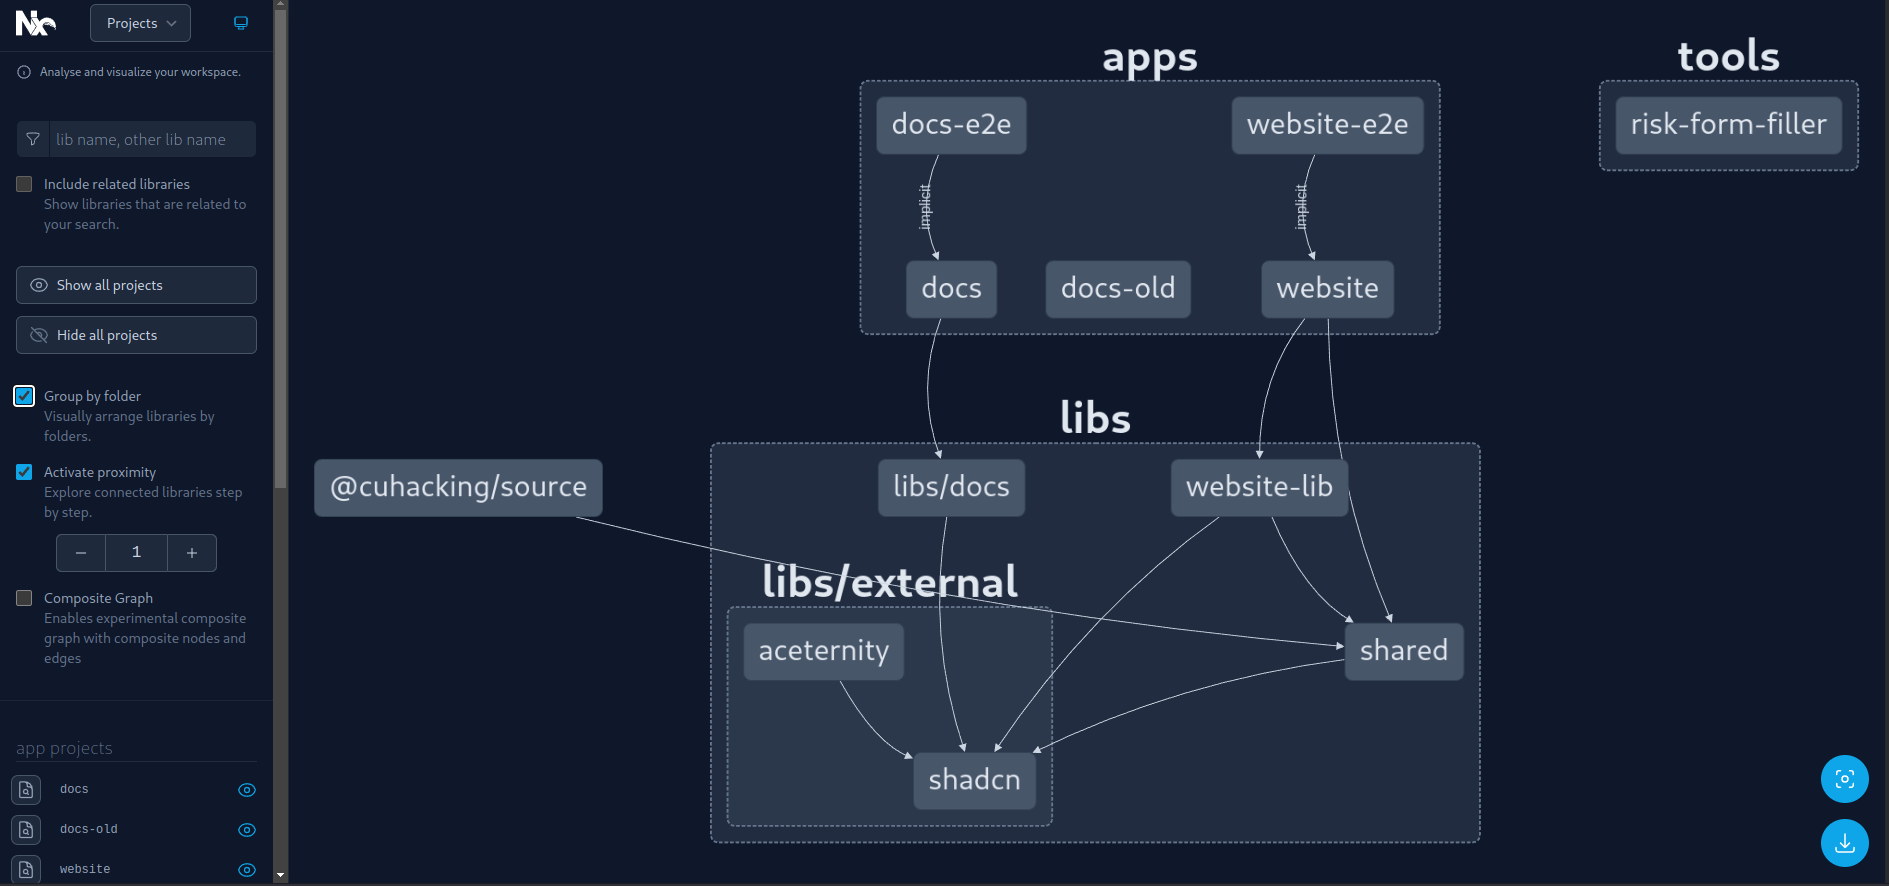 Nx
Projects
Analyse and visualize your workspace.
lib name, other lib name
Include related libraries
Show libraries that are related to
your search.
Show all projects
Hide all projects
Group by folder
Visually arrange libraries by
folders.
Activate proximity
Explore connected libraries step
by step.
− 1 +
Composite Graph
Enables experimental composite
graph with composite nodes and
edges
app projects
docs
docs-old
website
apps
docs-e2e
website-e2e
implicit
implicit
docs
docs-old
website
tools
risk-form-filler
libs
@cuhacking/source
libs/docs
website-lib
libs/external
aceternity
shared
shadcn